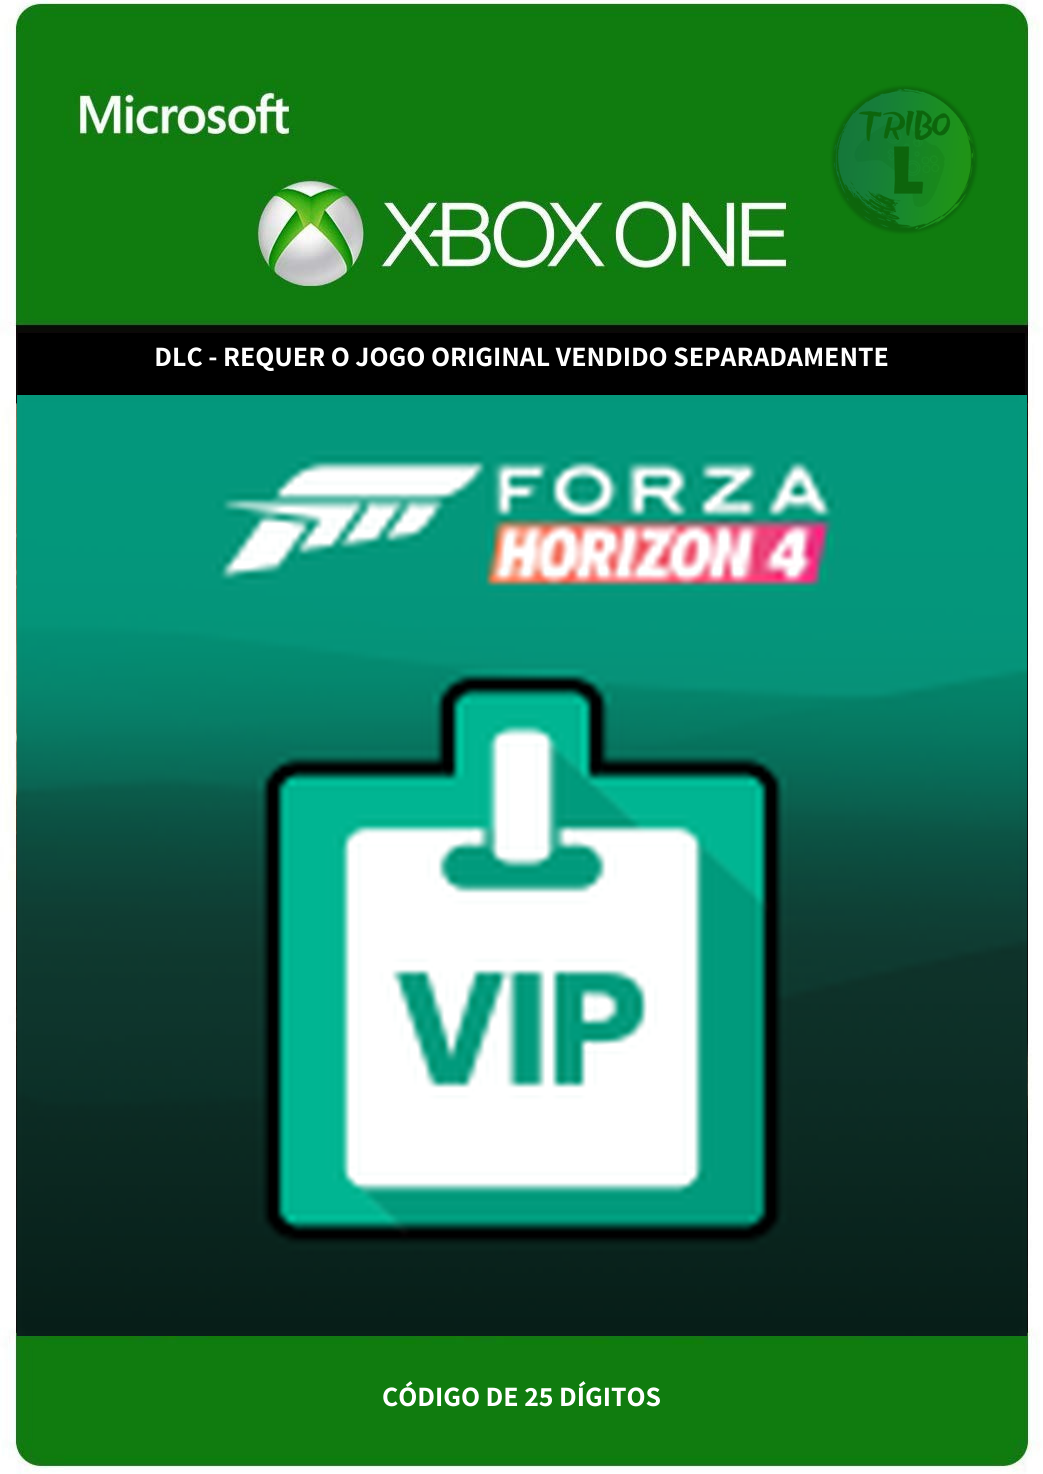 Microsoft
TRIBO
L
XBOX ONE
DLC - REQUER O JOGO ORIGINAL VENDIDO SEPARADAMENTE
FORZA
HORIZON 4
VIP
CÓDIGO DE 25 DÍGITOS